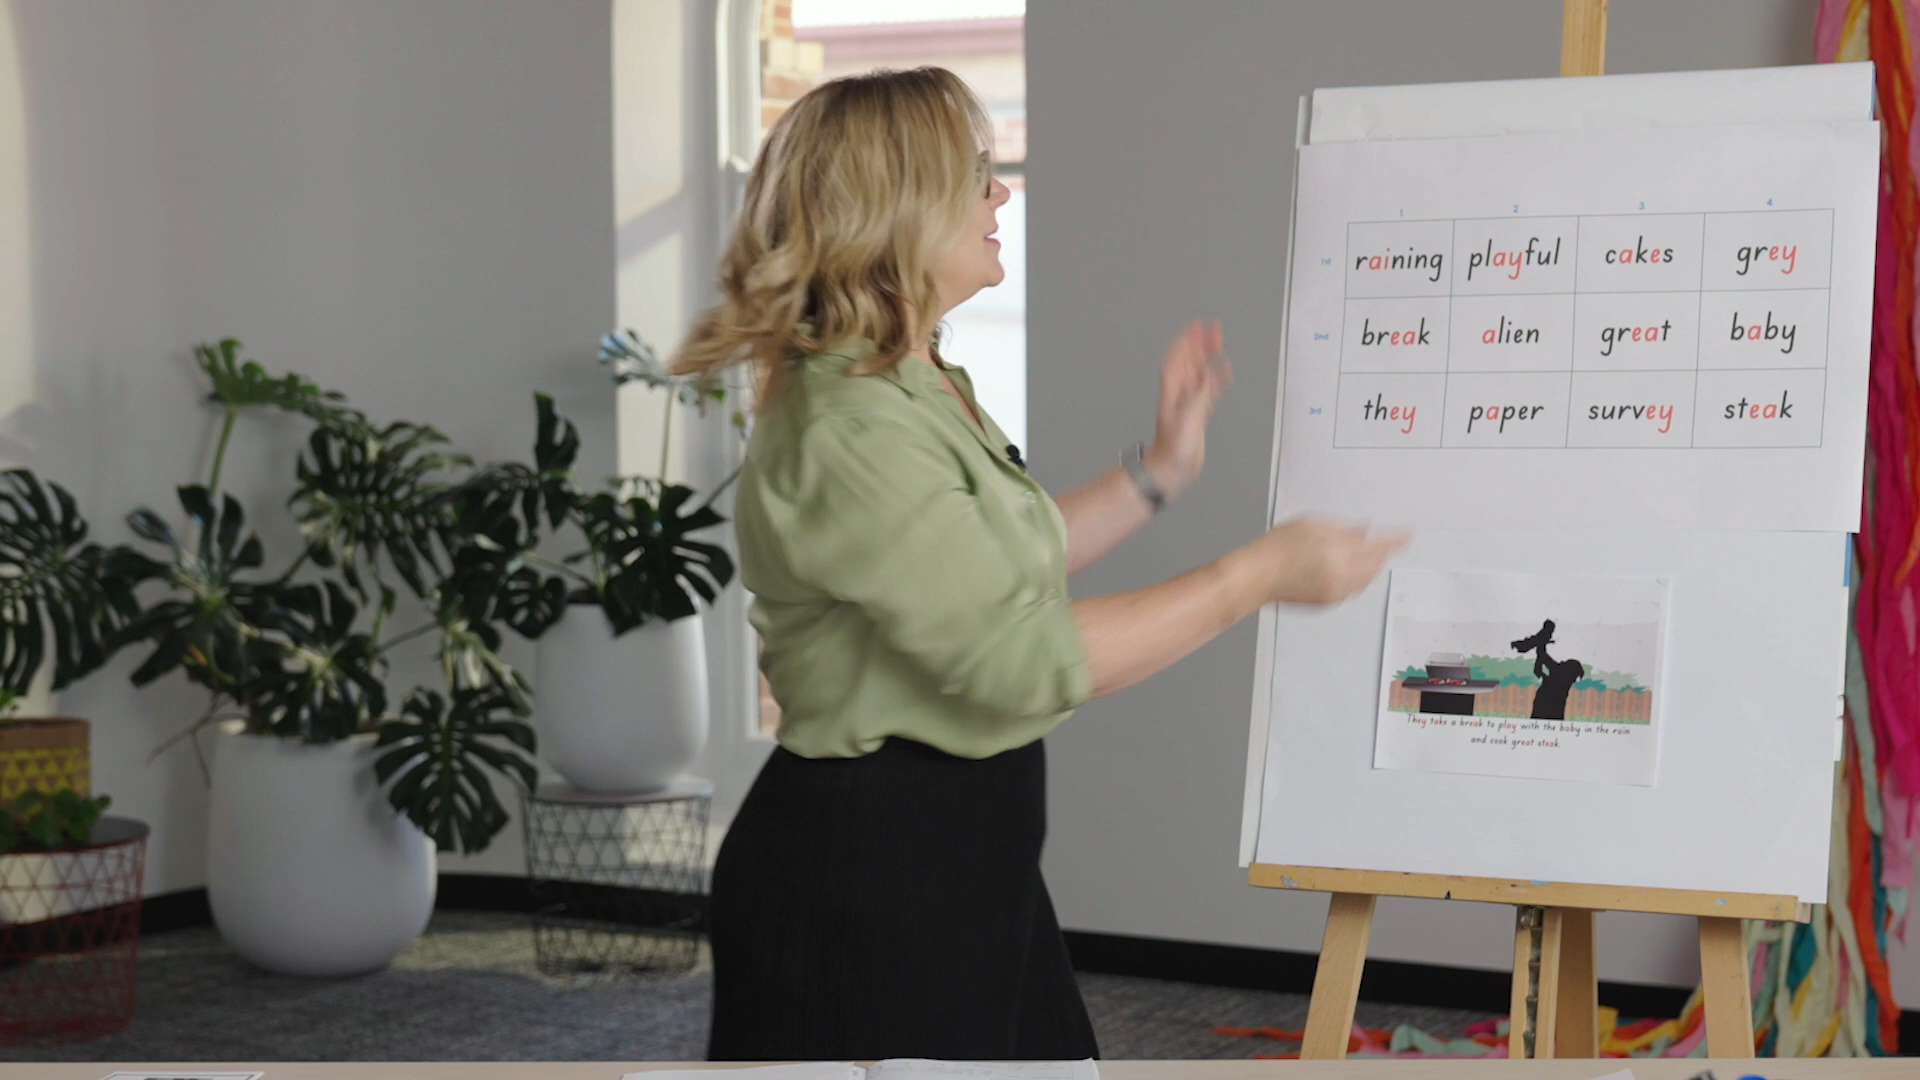 1 2 3 4
1st raining playful cakes grey
2nd break alien great baby
3rd they paper survey steak
They take a break to play with the baby in the rain
and cook great steak.